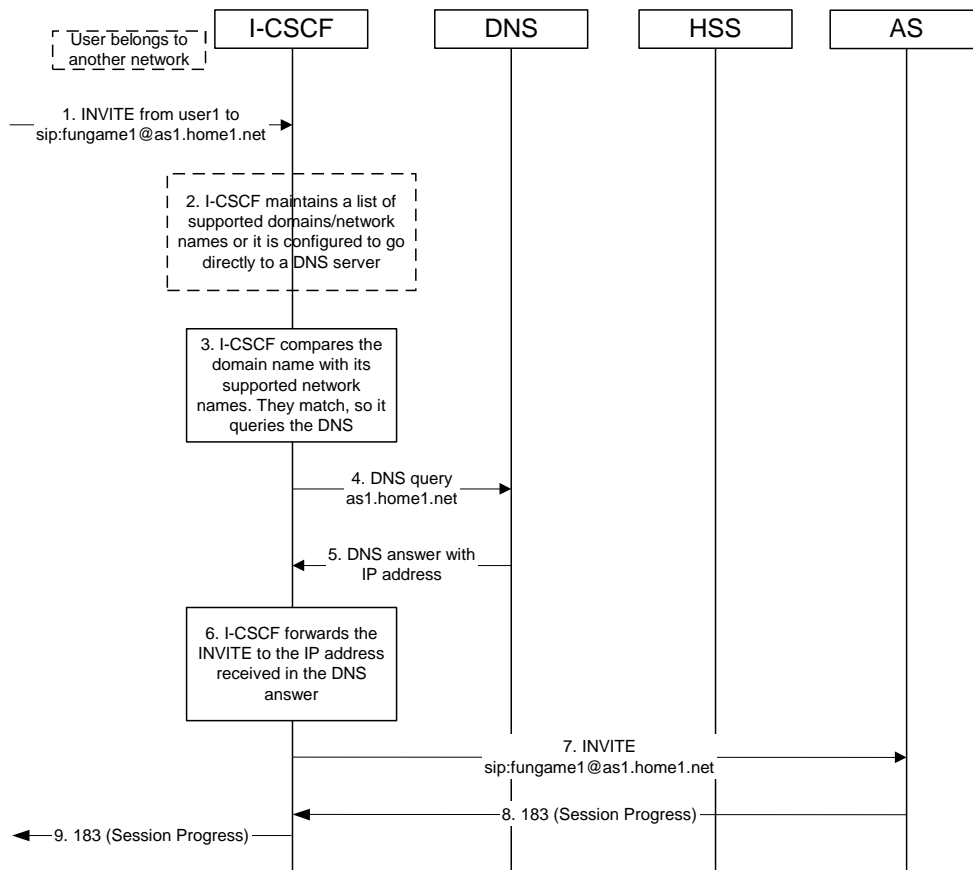 I-CSCF
DNS
HSS
AS
User belongs to
another network
1. INVITE from user1 to
sip:fungame1@as1.home1.net
2. I-CSCF maintains a list of
supported domains/network
names or it is configured to go
directly to a DNS server
3. I-CSCF compares the
domain name with its
supported network
names. They match, so it
queries the DNS
4. DNS query
as1.home1.net
5. DNS answer with
IP address
6. I-CSCF forwards the
INVITE to the IP address
received in the DNS
answer
7. INVITE
sip:fungame1@as1.home1.net
8. 183 (Session Progress)
9. 183 (Session Progress)